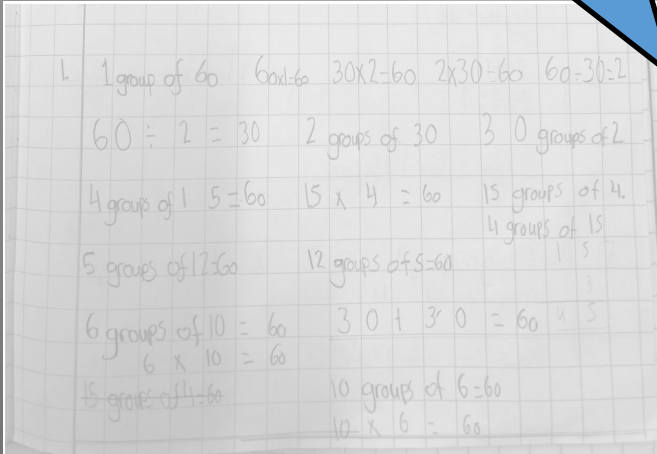 1. 1 group of 60 60x1=60 30x2=60 2x30=60 60÷30=2
60 ÷ 2 = 30 2 groups of 30 30 groups of 2
4 groups of 15=60 15 x 4 = 60 15 groups of 4.
4 groups of 15
5 groups of 12=60 12 groups of 5=60
6 groups of 10 = 60 30 + 30 = 60
6 x 10 = 60
15 groups of 4=60 10 groups of 6=60
10 x 6 = 60